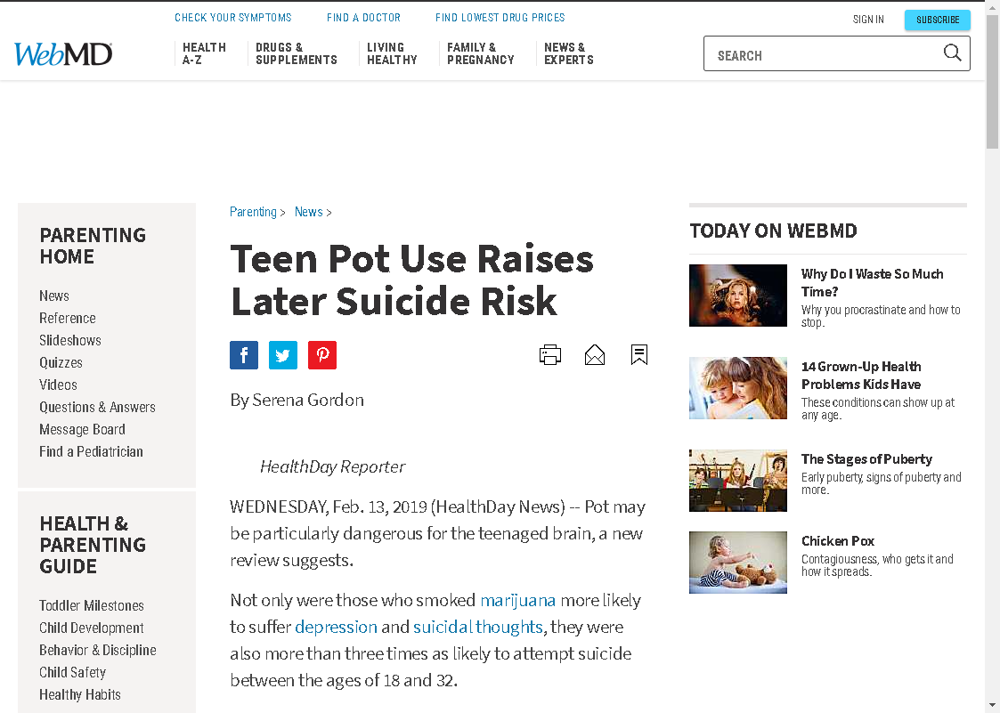 CHECK YOUR SYMPTOMS
FIND A DOCTOR
FIND LOWEST DRUG PRICES
SIGN IN
SUBSCRIBE
WebMD
HEALTH
A-Z
DRUGS &
SUPPLEMENTS
LIVING
HEALTHY
FAMILY &
PREGNANCY
NEWS &
EXPERTS
SEARCH
PARENTING
HOME
News
Reference
Slideshows
Quizzes
Videos
Questions & Answers
Message Board
Find a Pediatrician
HEALTH &
PARENTING
GUIDE
Toddler Milestones
Child Development
Behavior & Discipline
Child Safety
Healthy Habits
Parenting > News >
Teen Pot Use Raises
Later Suicide Risk
By Serena Gordon
HealthDay Reporter
WEDNESDAY, Feb. 13, 2019 (HealthDay News) -- Pot may
be particularly dangerous for the teenaged brain, a new
review suggests.
Not only were those who smoked marijuana more likely
to suffer depression and suicidal thoughts, they were
also more than three times as likely to attempt suicide
between the ages of 18 and 32.
TODAY ON WEBMD
Why Do I Waste So Much
Time?
Why you procrastinate and how to
stop.
14 Grown-Up Health
Problems Kids Have
These conditions can show up at
any age.
The Stages of Puberty
Early puberty, signs of puberty and
more.
Chicken Pox
Contagiousness, who gets it and
how it spreads.